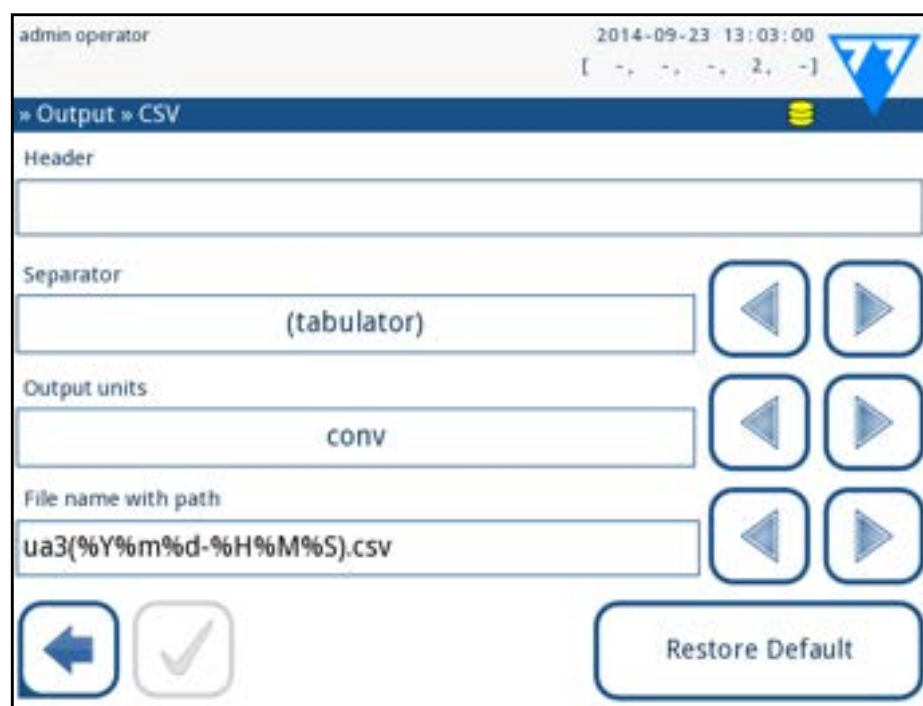 admin operator
2014-09-23 13:03:00
[ -, -, -, 2, -]
» Output » CSV
Header
Separator
(tabulator)
Output units
conv
File name with path
ua3(%Y%m%d-%H%M%S).csv
Restore Default